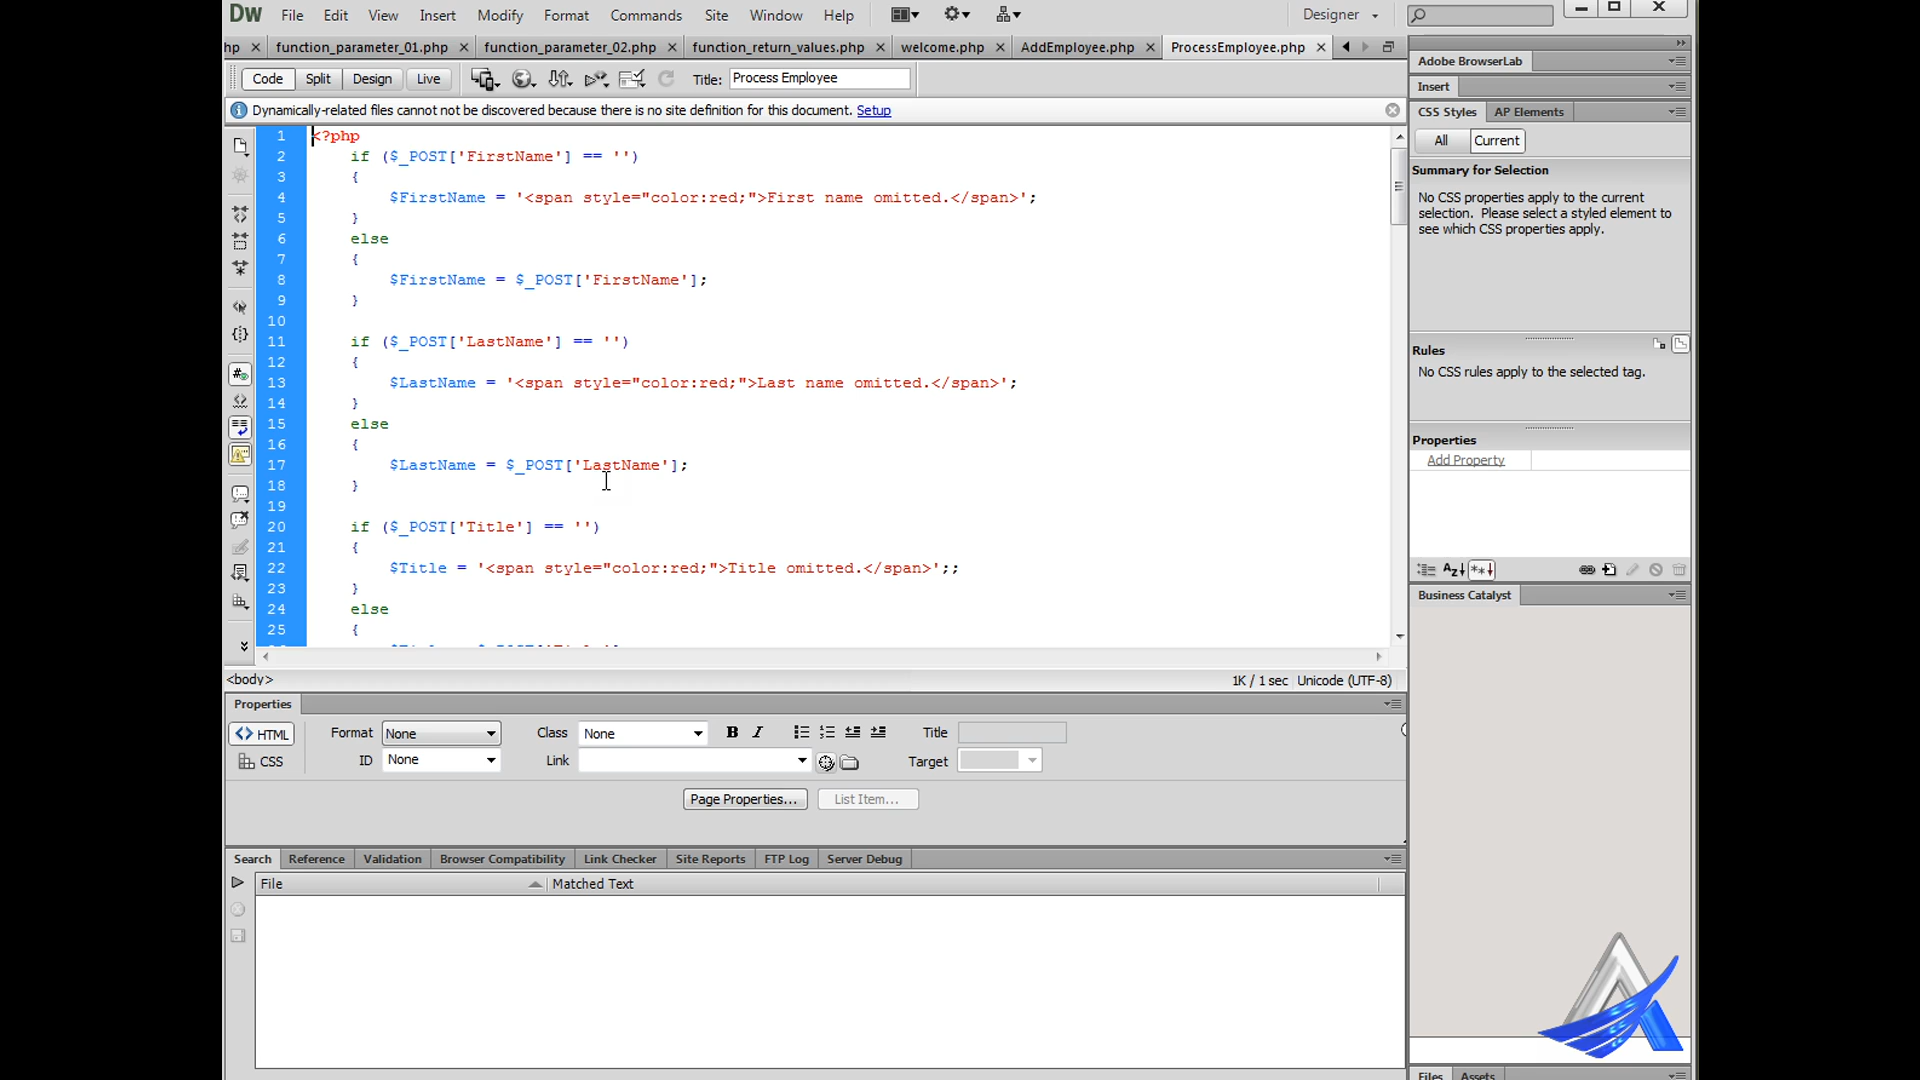 Dw File Edit View Insert Modify Format Commands Site Window Help Designer
hp function_parameter_01.php function_parameter_02.php function_return_values.php welcome.php AddEmployee.php ProcessEmployee.php
Code Split Design Live Title: Process Employee
Dynamically-related files cannot not be discovered because there is no site definition for this document. Setup
1 <?php
2 if ($_POST['FirstName'] == '')
3 {
4 $FirstName = '<span style="color:red;">First name omitted.</span>';
5 }
6 else
7 {
8 $FirstName = $_POST['FirstName'];
9 }
10
11 if ($_POST['LastName'] == '')
12 {
13 $LastName = '<span style="color:red;">Last name omitted.</span>';
14 }
15 else
16 {
17 $LastName = $_POST['LastName'];
18 }
19
20 if ($_POST['Title'] == '')
21 {
22 $Title = '<span style="color:red;">Title omitted.</span>';;
23 }
24 else
25 {
<body> 1K / 1 sec Unicode (UTF-8)
Properties
<> HTML Format None Class None B I Title
CSS ID None Link Target
Page Properties... List Item...
Search Reference Validation Browser Compatibility Link Checker Site Reports FTP Log Server Debug
File Matched Text
Adobe BrowserLab
Insert
CSS Styles AP Elements
All Current
Summary for Selection
No CSS properties apply to the current
selection. Please select a styled element to
see which CSS properties apply.
Rules
No CSS rules apply to the selected tag.
Properties
Add Property
Business Catalyst
Files Assets